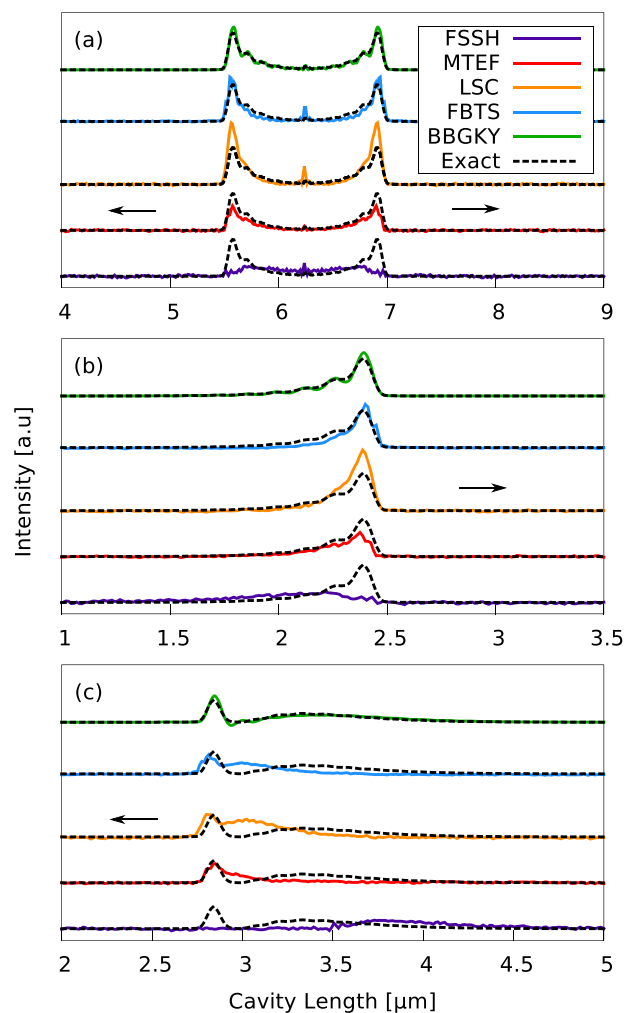 (a)
FSSH
MTEF
LSC
FBTS
BBGKY
Exact
4 5 6 7 8 9
(b)
Intensity [a.u]
1 1.5 2 2.5 3 3.5
(c)
2 2.5 3 3.5 4 4.5 5
Cavity Length [μm]